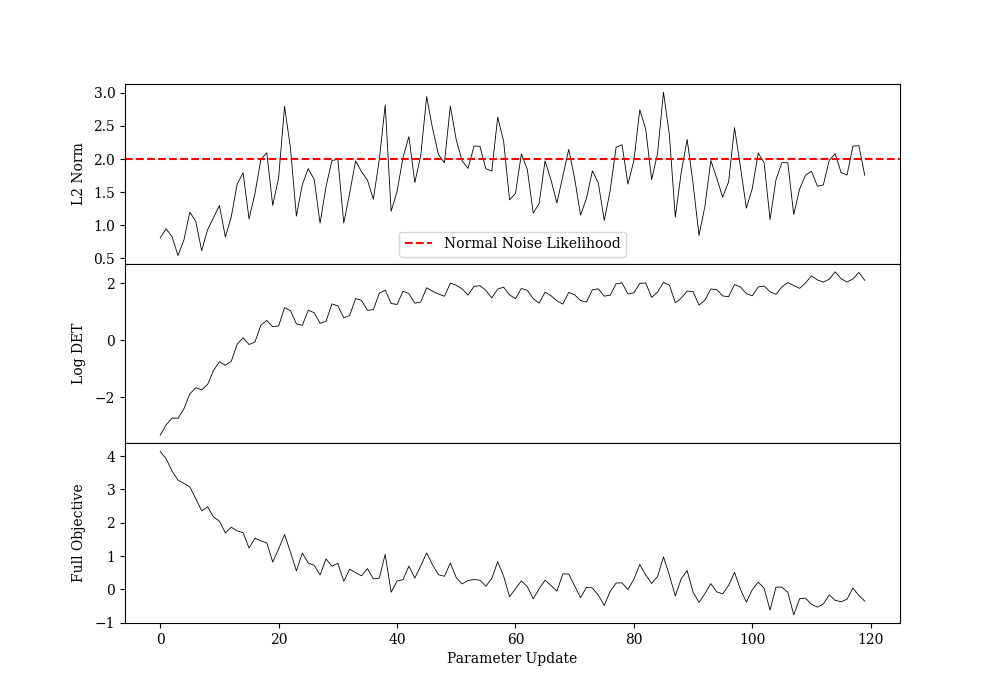 3.0
2.5
2.0
1.5
1.0
0.5
L2 Norm
Normal Noise Likelihood
2
0
−2
Log DET
4
3
2
1
0
−1
Full Objective
0 20 40 60 80 100 120
Parameter Update